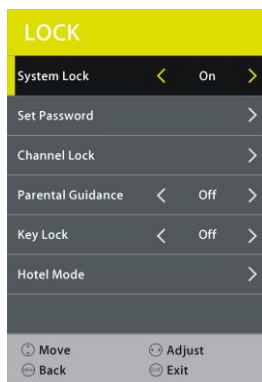 LOCK
System Lock < On >
Set Password >
Channel Lock >
Parental Guidance < Off >
Key Lock < Off >
Hotel Mode >
Move Adjust
Back Exit